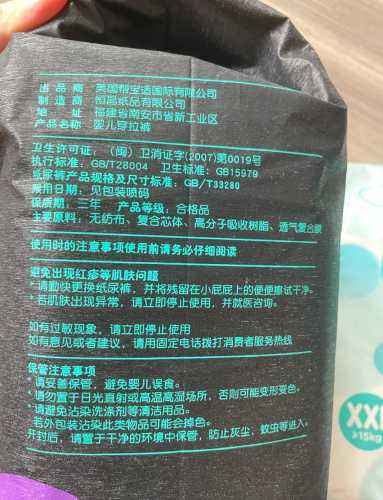 出 品 商：英国帮宝适国际有限公司
制 造 商：恒昌纸品有限公司
地 址：福建省南安市省新工业区
产品名称：婴儿穿拉裤
卫生许可证：（闽）卫消证字(2007)第0019号
执行标准：GB/T28004 卫生标准：GB15979
纸尿裤产品规格及尺寸标准：GB/T33280
限用日期：见包装喷码
保质期：三年 产品等级：合格品
主要原料：无纺布、复合芯体、高分子吸收树脂、透气复合膜
使用时的注意事项使用前请务必仔细阅读
避免出现红疹等肌肤问题
*请勤快更换纸尿裤，并将残留在小屁屁上的便便擦拭干净。
*若肌肤出现异常，请立即停止使用，并就医咨询。
如有过敏现象，请立即停止使用
如有意见或者建议，请用固定电话拨打消费者服务热线
保管注意事项
*请妥善保管，避免婴儿误食。
*请勿置于日光直射或高温高湿场所，否则可能变形变色。
*请避免沾染洗涤剂等清洁用品。
若外包装沾染此类物品可能会掉色。
开封后，请置于干净的环境中保管，防止灰尘、蚊虫等进入。
XXL
≥15kg